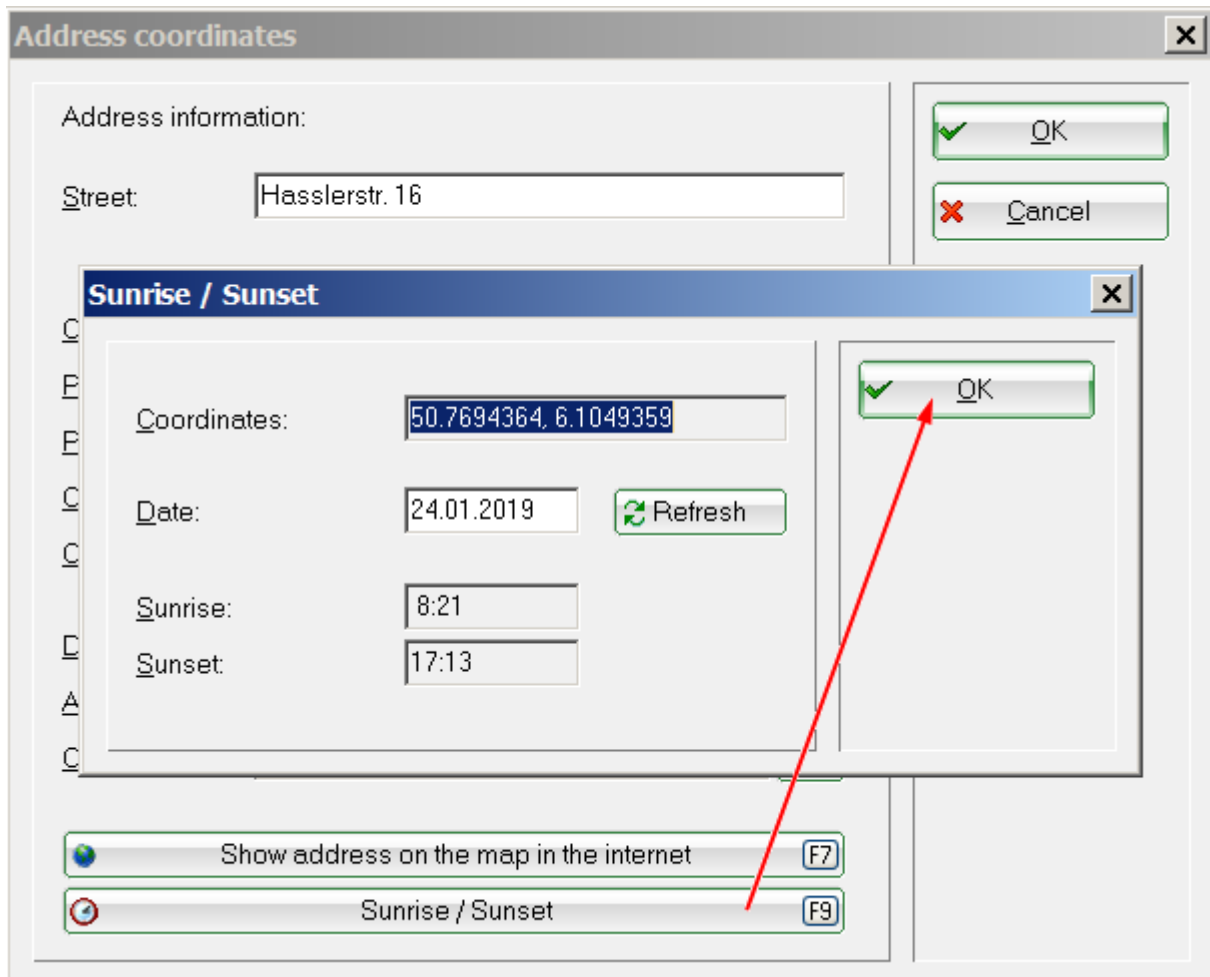 Address coordinates
Address information:
OK
Street: Hasslerstr. 16
Cancel
Sunrise / Sunset
C
P
P
C
C
D
A
C
Coordinates: 50.7694364, 6.1049359
OK
Date: 24.01.2019 Refresh
Sunrise: 8:21
Sunset: 17:13
Show address on the map in the internet F7
Sunrise / Sunset F9